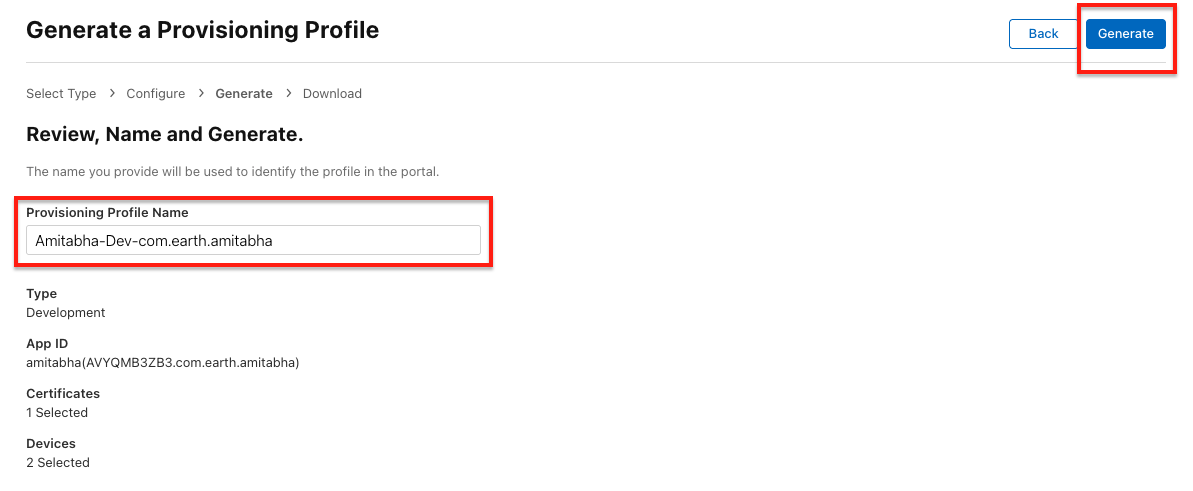 Generate a Provisioning Profile
Back
Generate
Select Type > Configure > Generate > Download
Review, Name and Generate.
The name you provide will be used to identify the profile in the portal.
Provisioning Profile Name
Amitabha-Dev-com.earth.amitabha
Type
Development
App ID
amitabha(AVYQMB3ZB3.com.earth.amitabha)
Certificates
1 Selected
Devices
2 Selected